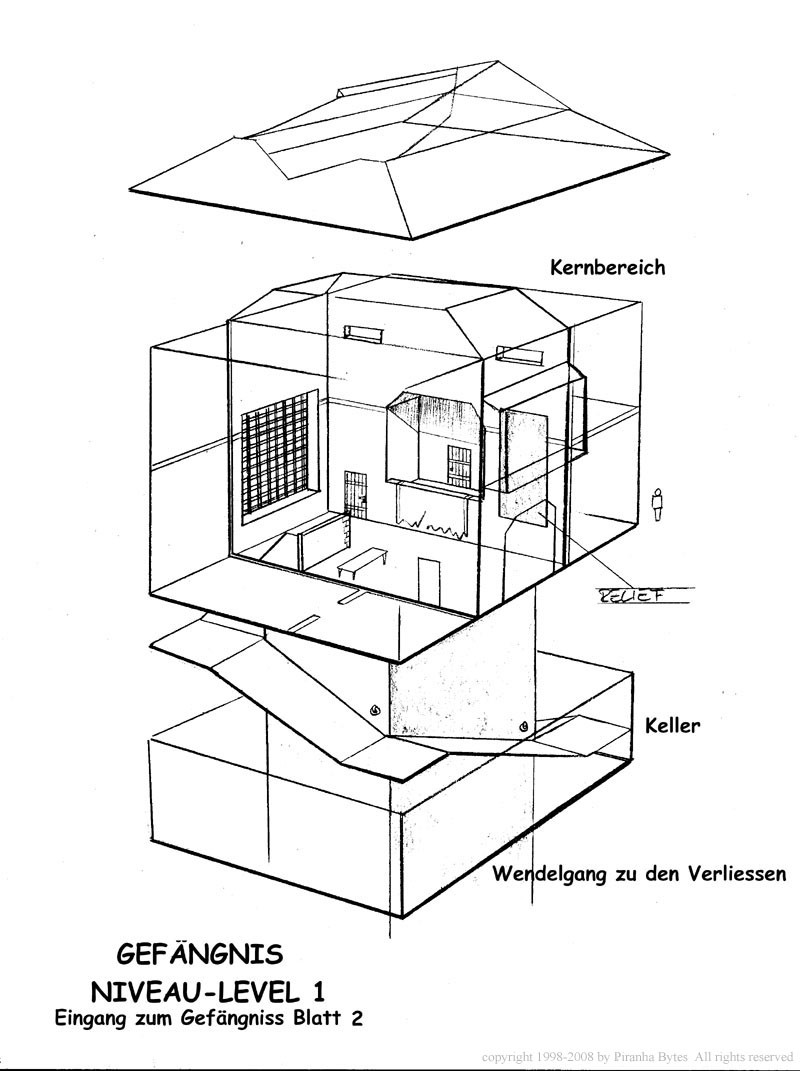 Kernbereich
RELIEF
Keller
Wendelgang zu den Verliessen
GEFÄNGNIS
NIVEAU-LEVEL 1
Eingang zum Gefängniss Blatt 2
copyright 1998-2008 by Piranha Bytes All rights reserved